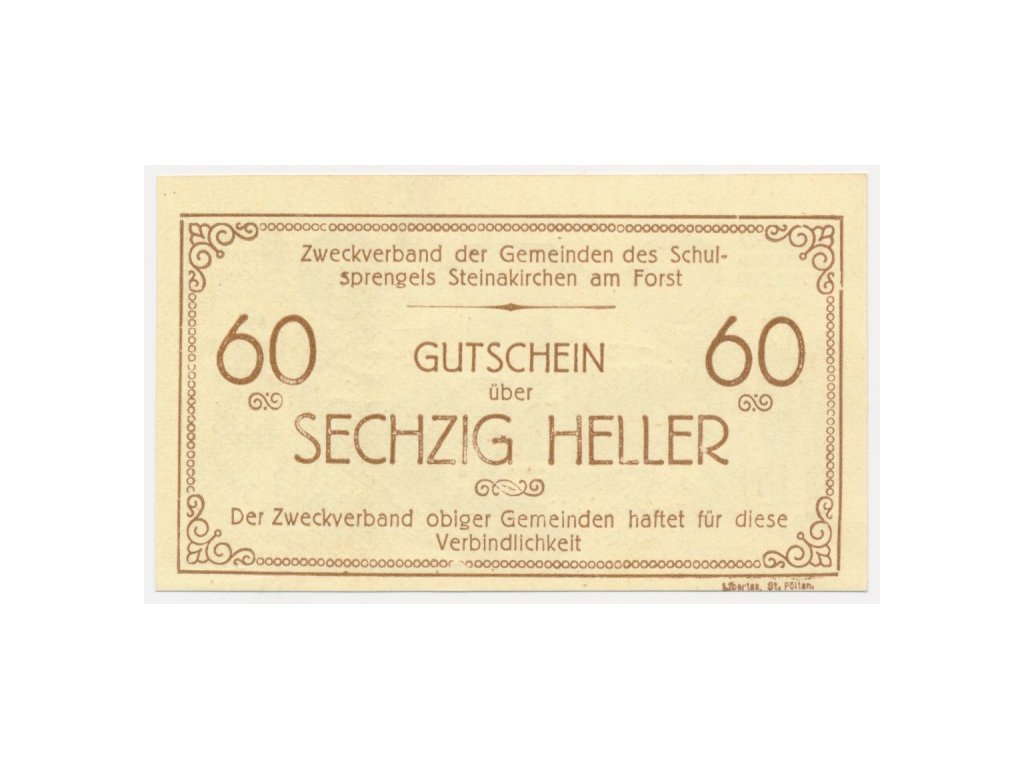 Zweckverband der Gemeinden des Schul-
sprengels Steinakirchen am Forst
60 GUTSCHEIN 60
über
SECHZIG HELLER
Der Zweckverband obiger Gemeinden haftet für diese
Verbindlichkeit
Libertas, St. Pölten.